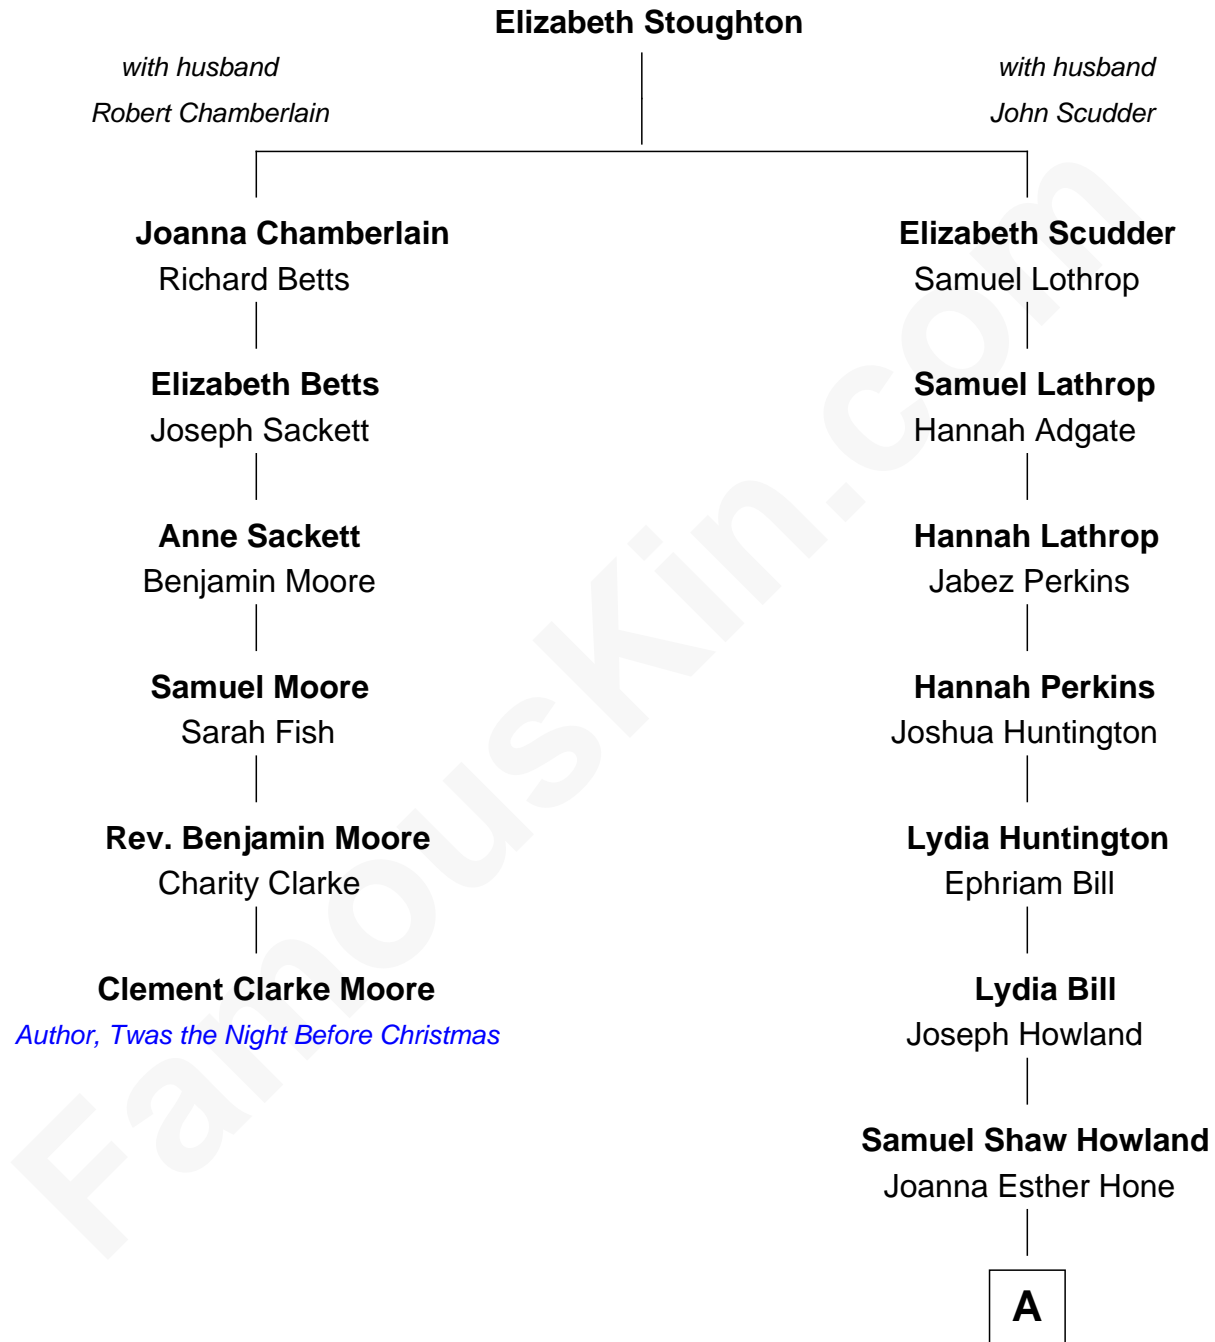 Elizabeth Stoughton
with husband
Robert Chamberlain
with husband
John Scudder
Joanna Chamberlain
Richard Betts
Elizabeth Scudder
Samuel Lothrop
Elizabeth Betts
Joseph Sackett
Samuel Lathrop
Hannah Adgate
Anne Sackett
Benjamin Moore
Hannah Lathrop
Jabez Perkins
Samuel Moore
Sarah Fish
Hannah Perkins
Joshua Huntington
Rev. Benjamin Moore
Charity Clarke
Lydia Huntington
Ephriam Bill
Clement Clarke Moore
Author, Twas the Night Before Christmas
Lydia Bill
Joseph Howland
Samuel Shaw Howland
Joanna Esther Hone
A
FamousKin.com